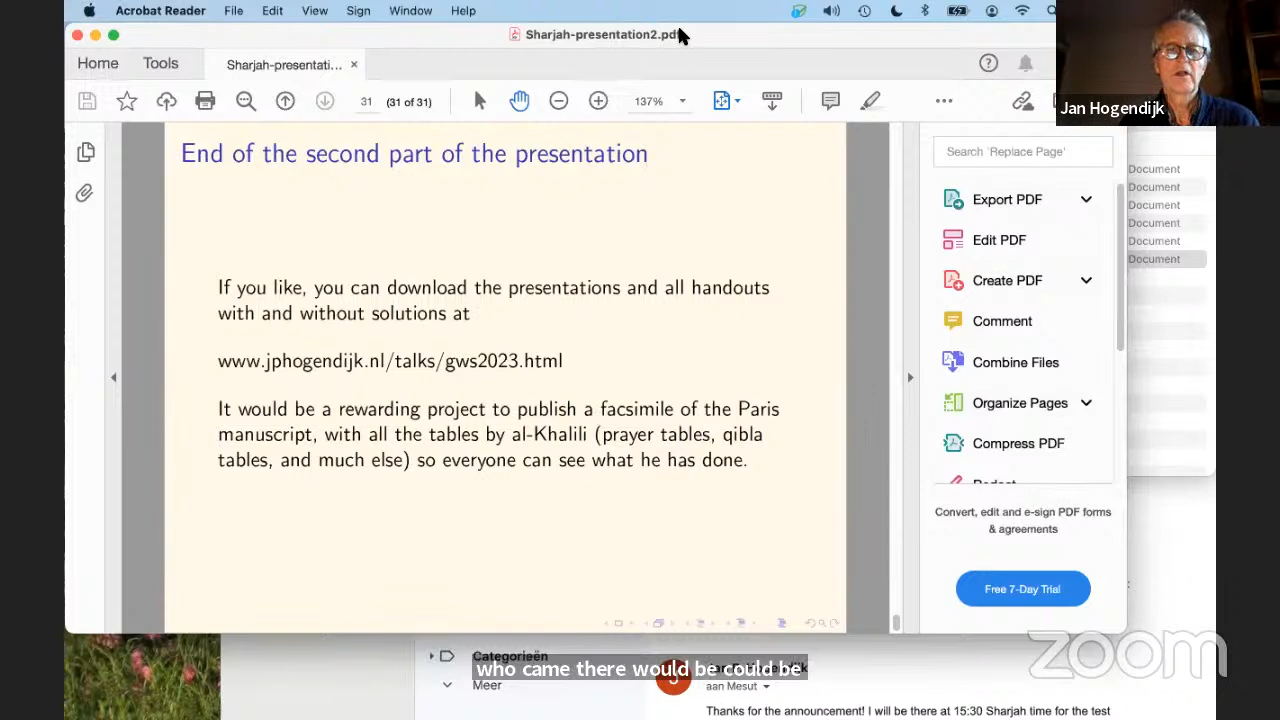 Acrobat Reader File Edit View Sign Window Help
Sharjah-presentation2.pdf
Home Tools Sharjah-presentati... ×
31 (31 of 31) 137%
Jan Hogendijk
End of the second part of the presentation
If you like, you can download the presentations and all handouts
with and without solutions at
www.jphogendijk.nl/talks/gws2023.html
It would be a rewarding project to publish a facsimile of the Paris
manuscript, with all the tables by al-Khalili (prayer tables, qibla
tables, and much else) so everyone can see what he has done.
Search 'Replace Page'
Export PDF
Edit PDF
Create PDF
Comment
Combine Files
Organize Pages
Compress PDF
Redact
Convert, edit and e-sign PDF forms
& agreements
Free 7-Day Trial
Document
Document
Document
Document
Document
Document
zoom
Categorieën
Meer
who came there would be could be
aan Mesut
Thanks for the announcement! I will be there at 15:30 Sharjah time for the test